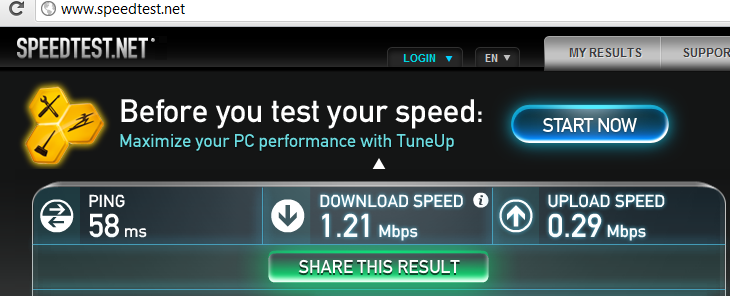 www.speedtest.net
SPEEDTEST.NET
LOGIN EN MY RESULTS SUPPOR
Before you test your speed:
Maximize your PC performance with TuneUp
START NOW
PING DOWNLOAD SPEED i UPLOAD SPEED
58 ms 1.21 Mbps 0.29 Mbps
SHARE THIS RESULT